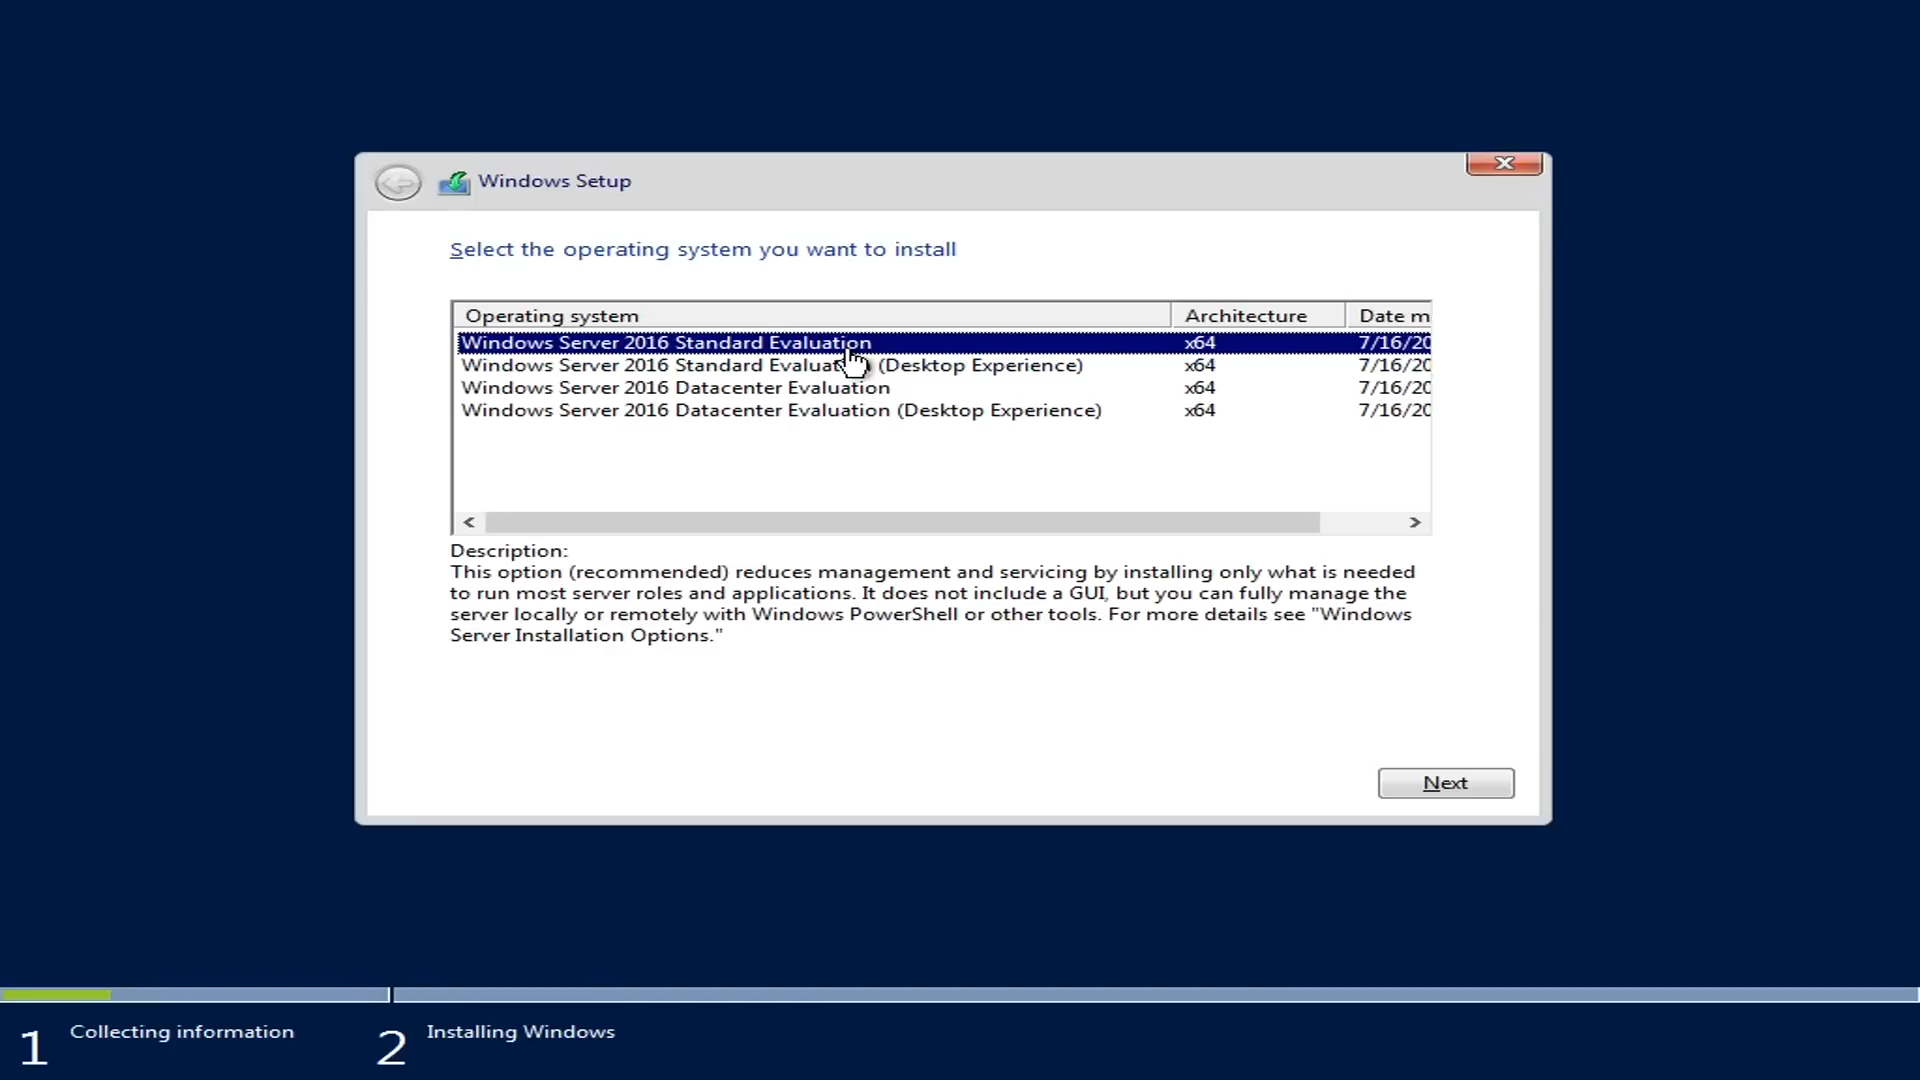 Windows Setup
Select the operating system you want to install
Operating system Architecture Date m
Windows Server 2016 Standard Evaluation x64 7/16/20
Windows Server 2016 Standard Evaluation (Desktop Experience) x64 7/16/20
Windows Server 2016 Datacenter Evaluation x64 7/16/20
Windows Server 2016 Datacenter Evaluation (Desktop Experience) x64 7/16/20
Description:
This option (recommended) reduces management and servicing by installing only what is needed
to run most server roles and applications. It does not include a GUI, but you can fully manage the
server locally or remotely with Windows PowerShell or other tools. For more details see "Windows
Server Installation Options."
Next
1 Collecting information 2 Installing Windows